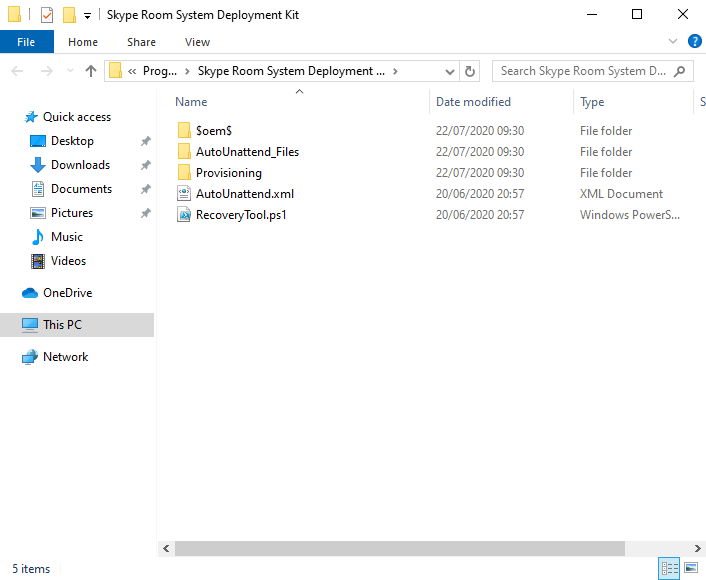 Skype Room System Deployment Kit
File Home Share View
« Prog... Skype Room System Deployment ... Search Skype Room System D...
Name Date modified Type S
Quick access
Desktop
Downloads
Documents
Pictures
Music
Videos
OneDrive
This PC
Network
$oem$ 22/07/2020 09:30 File folder
AutoUnattend_Files 22/07/2020 09:30 File folder
Provisioning 22/07/2020 09:30 File folder
AutoUnattend.xml 20/06/2020 20:57 XML Document
RecoveryTool.ps1 20/06/2020 20:57 Windows PowerS...
5 items